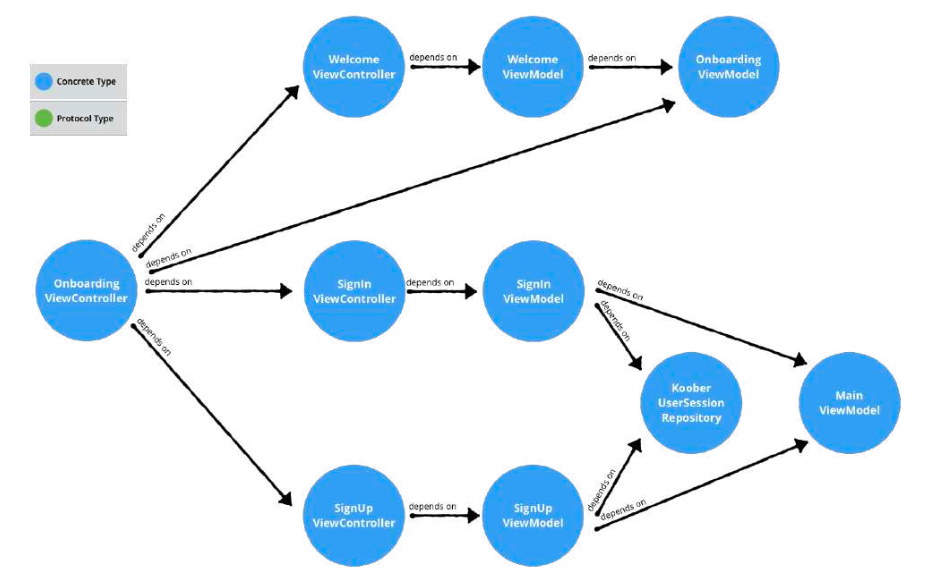 Welcome
ViewController
depends on
Welcome
ViewModel
depends on
Onboarding
ViewModel
Concrete Type
Protocol Type
depends on
depends on
depends on
Onboarding
ViewController
SignIn
ViewController
depends on
SignIn
ViewModel
depends on
depends on
depends on
Koober
UserSession
Repository
Main
ViewModel
SignUp
ViewController
depends on
SignUp
ViewModel
depends on
depends on